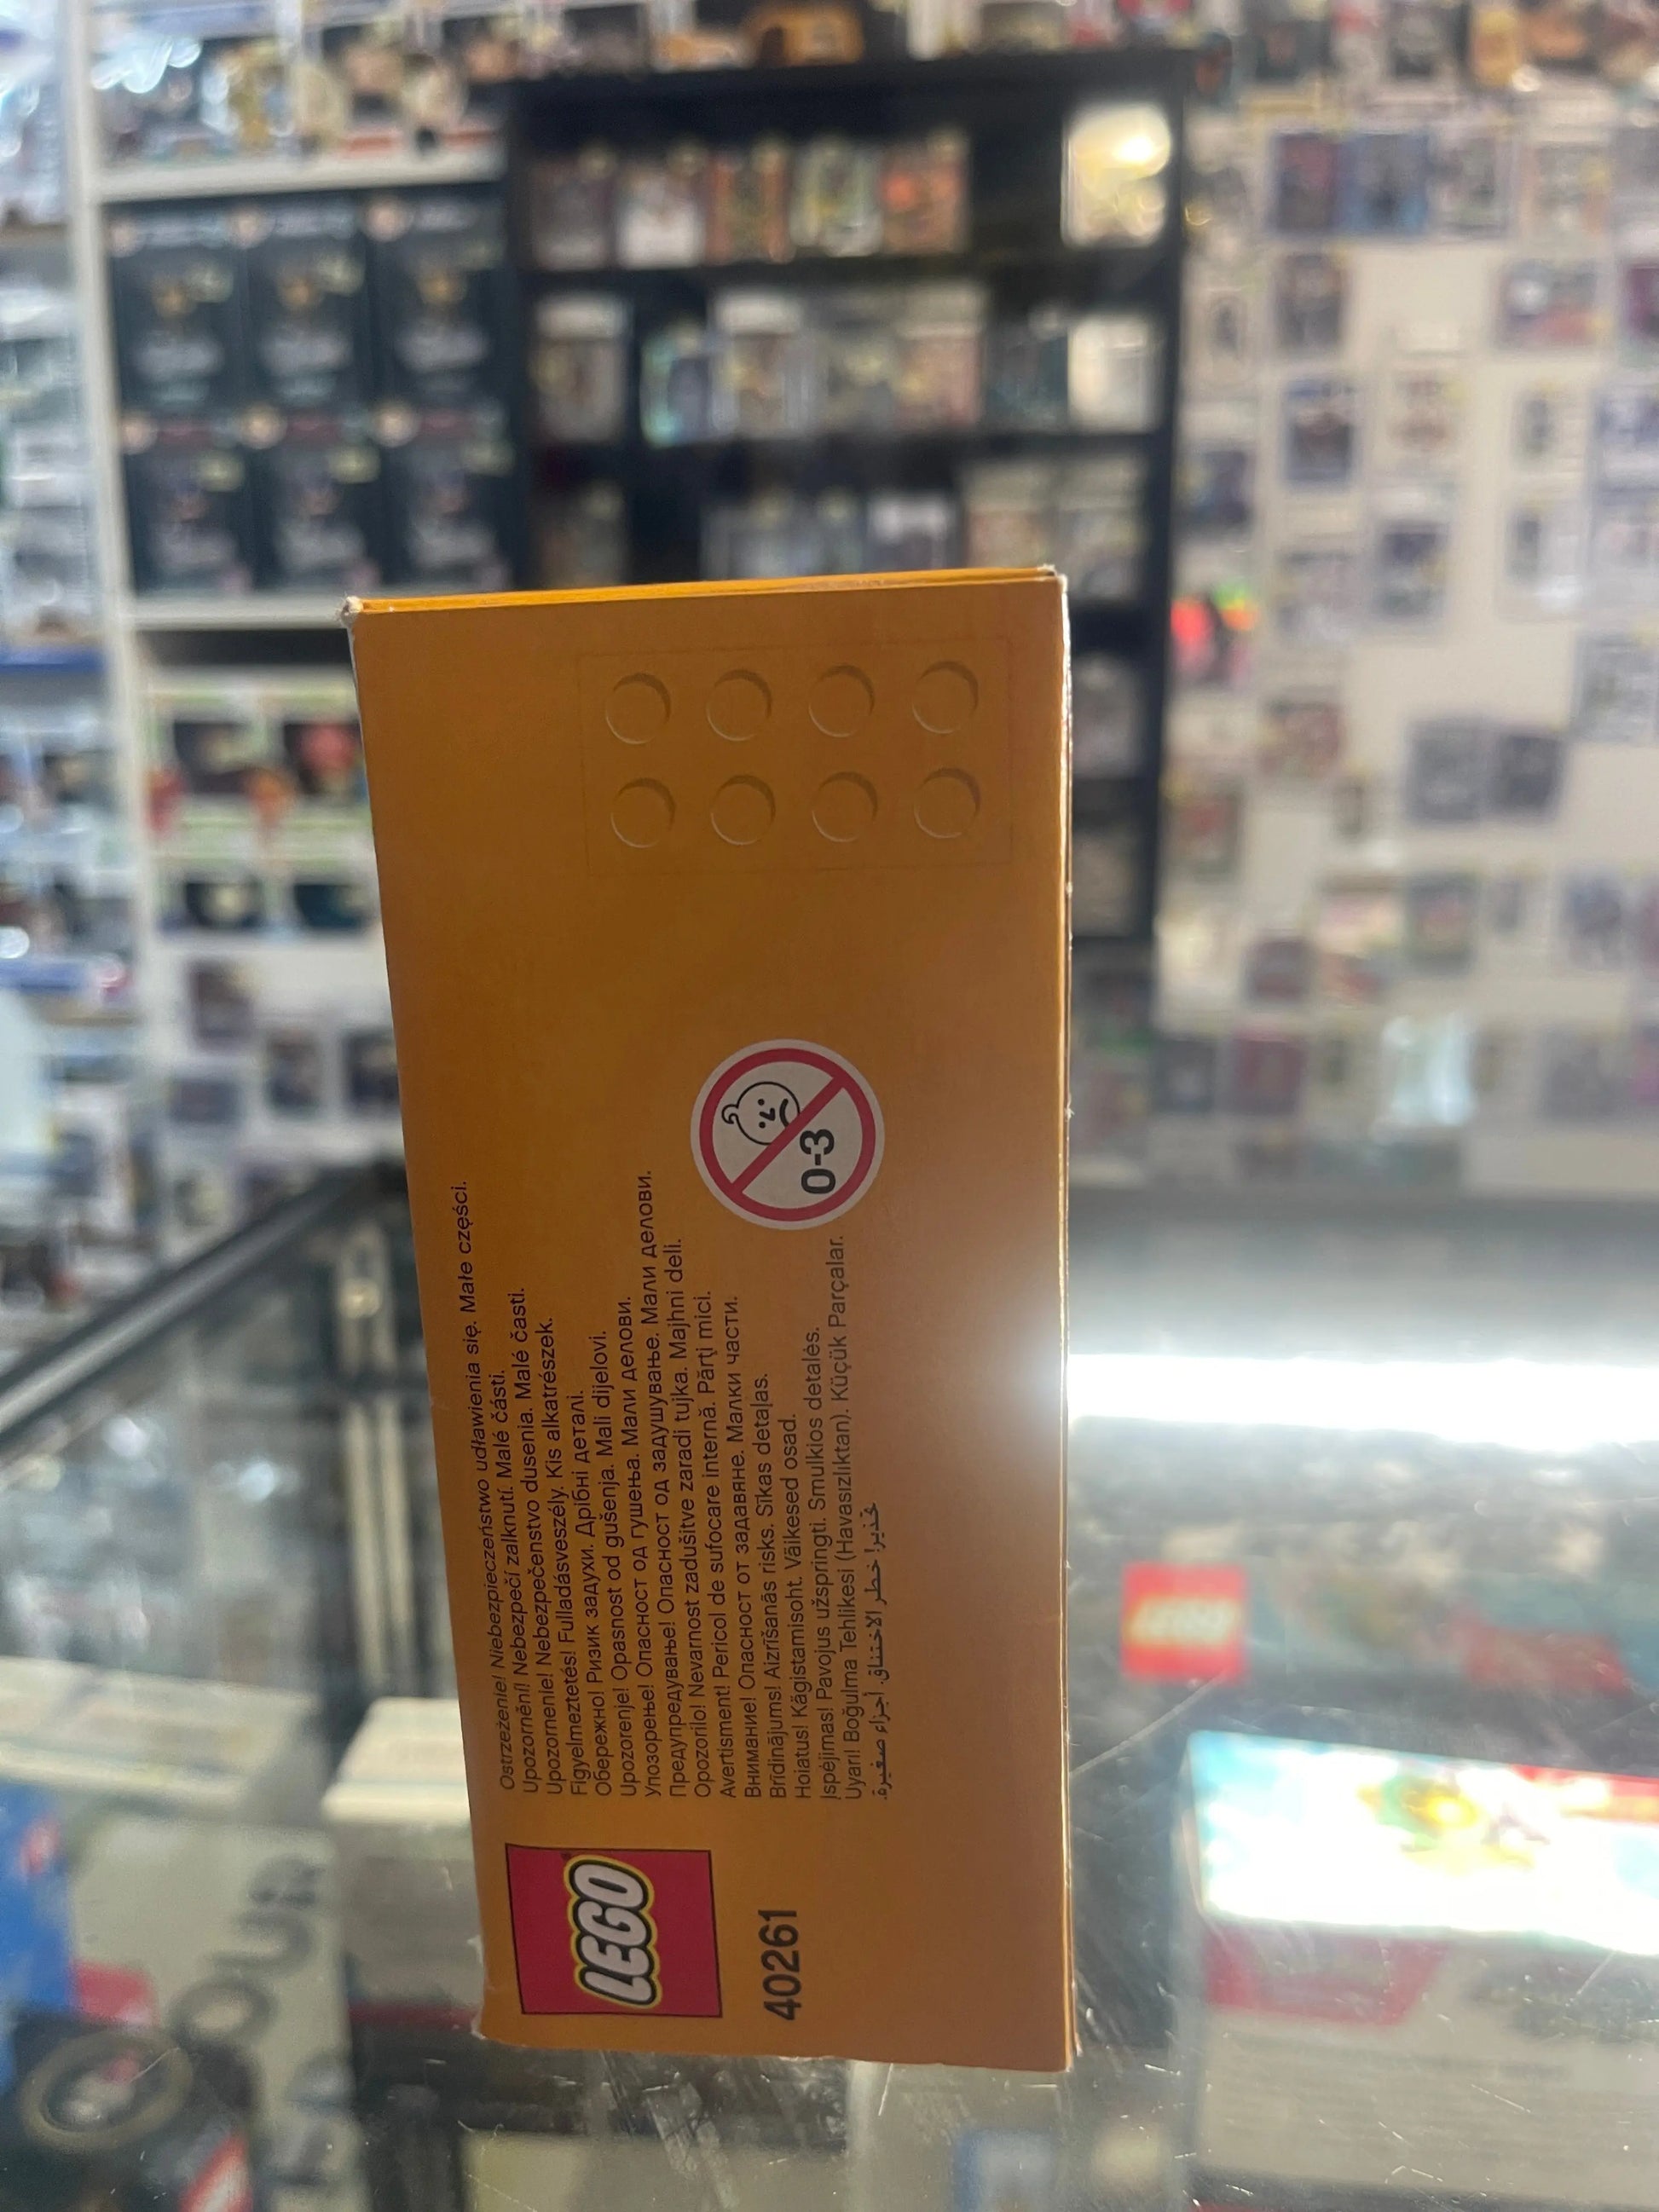 Ostrzeżenie! Niebezpieczeństwo udławienia się. Małe części.
Upozornění! Nebezpečí zalknutí. Malé části.
Upozornenie! Nebezpečenstvo dusenia. Malé časti.
Figyelmeztetés! Fulladásveszély. Kis alkatrészek.
Обережно! Ризик задухи. Дрібні деталі.
Upozorenje! Opasnost od gušenja. Mali dijelovi.
Упозорење! Опасност од гушења. Мали делови.
Предупредување! Опасност од задушување. Мали делови.
Opozorilo! Nevarnost zadušitve zaradi tujka. Majhni deli.
Avertisment! Pericol de sufocare internă. Părţi mici.
Внимание! Опасност от задавяне. Малки части.
Brīdinājums! Aizrīšanās risks. Sīkas detaļas.
Hoiatus! Kägistamisoht. Väikesed osad.
Įspėjimas! Pavojus užspringti. Smulkios detalės.
Uyarı! Boğulma Tehlikesi (Havasızlıktan). Küçük Parçalar.
تحذير! خطر الاختناق. أجزاء صغيرة.
0-3
LEGO
40261
LEGO